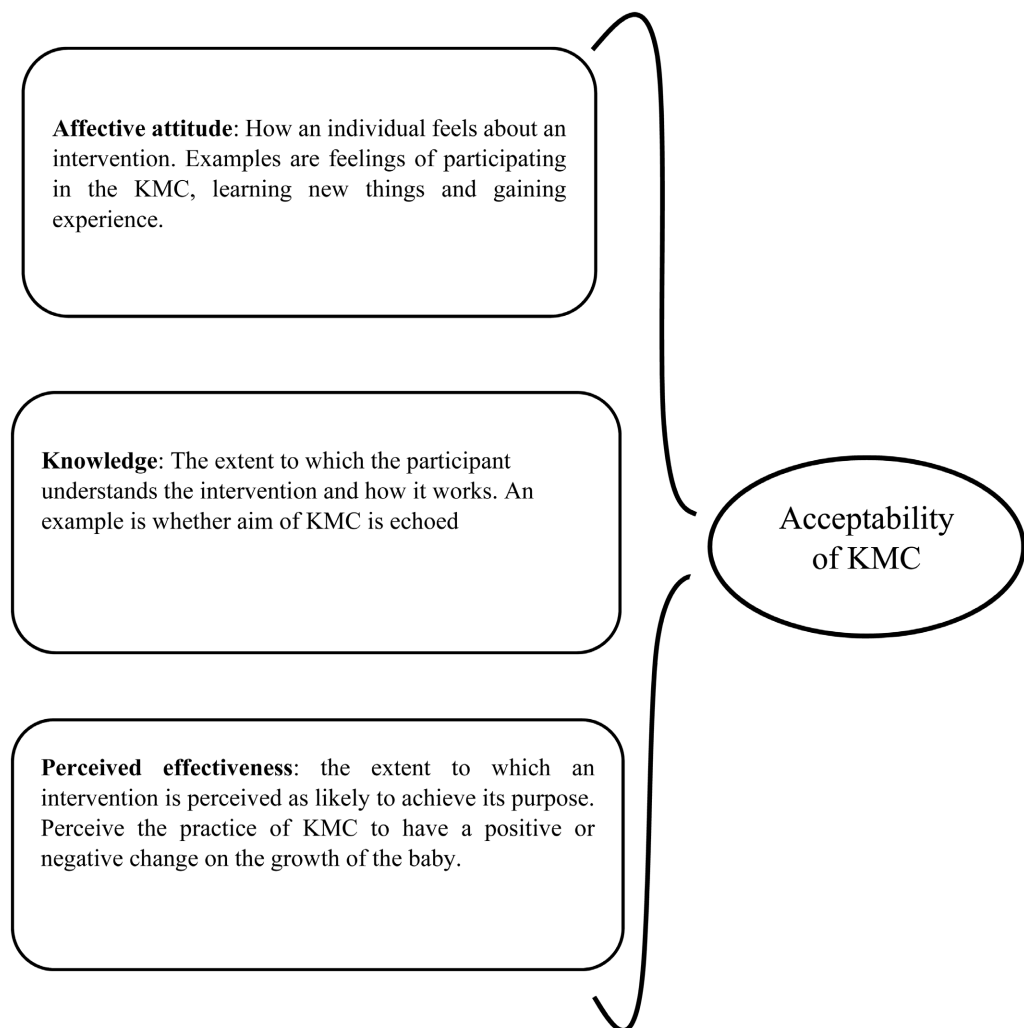 Affective attitude: How an individual feels about an
intervention. Examples are feelings of participating
in the KMC, learning new things and gaining
experience.
Knowledge: The extent to which the participant
understands the intervention and how it works. An
example is whether aim of KMC is echoed
Perceived effectiveness: the extent to which an
intervention is perceived as likely to achieve its purpose.
Perceive the practice of KMC to have a positive or
negative change on the growth of the baby.
Acceptability
of KMC